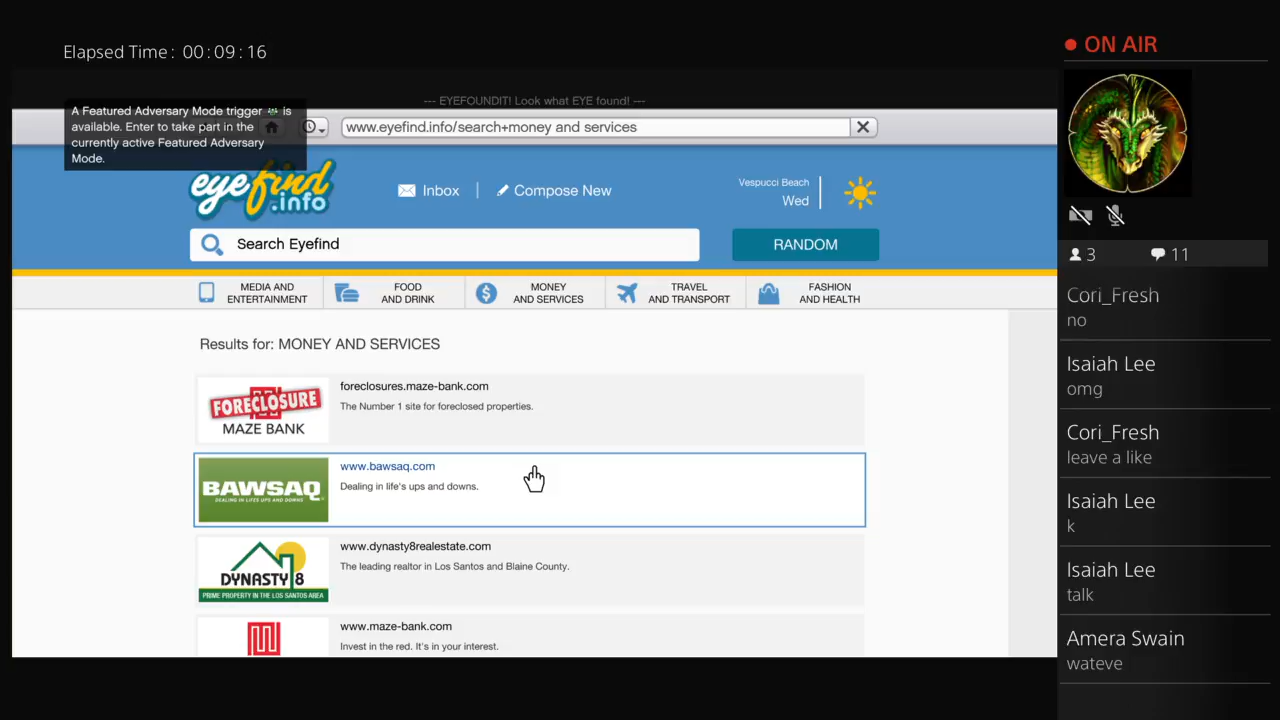 Elapsed Time: 00:09:16
ON AIR
--- EYEFOUNDIT! Look what EYE found! ---
A Featured Adversary Mode trigger is
available. Enter to take part in the
currently active Featured Adversary
Mode.
www.eyefind.info/search+money and services
eyefind
.info
Inbox
Compose New
Vespucci Beach
Wed
Search Eyefind
RANDOM
MEDIA AND
ENTERTAINMENT
FOOD
AND DRINK
MONEY
AND SERVICES
TRAVEL
AND TRANSPORT
FASHION
AND HEALTH
Results for: MONEY AND SERVICES
FORECLOSURE
MAZE BANK
foreclosures.maze-bank.com
The Number 1 site for foreclosed properties.
BAWSAQ
DEALING IN LIFE'S UPS AND DOWNS
www.bawsaq.com
Dealing in life's ups and downs.
DYNASTY 8
PRIME PROPERTY IN THE LOS SANTOS AREA
www.dynasty8realestate.com
The leading realtor in Los Santos and Blaine County.
www.maze-bank.com
Invest in the red. It's in your interest.
3
11
Cori_Fresh
no
Isaiah Lee
omg
Cori_Fresh
leave a like
Isaiah Lee
k
Isaiah Lee
talk
Amera Swain
wateve